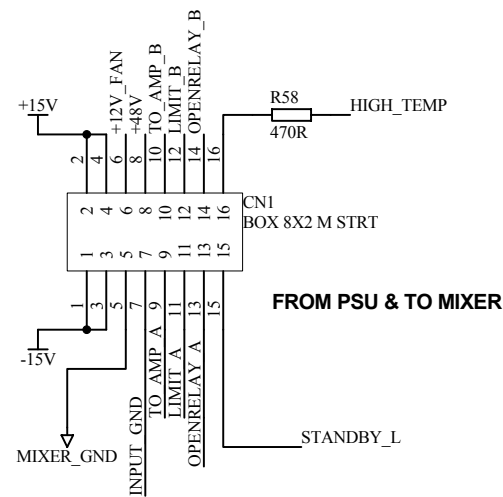 +15V
+12V_FAN
+48V
TO_AMP_B
LIMIT_B
OPENRELAY_B
R58
470R
HIGH_TEMP
2
4
6
8
10
12
14
16
CN1
BOX 8X2 M STRT
2
4
6
8
10
12
14
16
1
3
5
7
9
11
13
15
1
3
5
7
9
11
13
15
FROM PSU & TO MIXER
-15V
MIXER_GND
INPUT_GND
TO_AMP_A
LIMIT_A
OPENRELAY_A
STANDBY_L